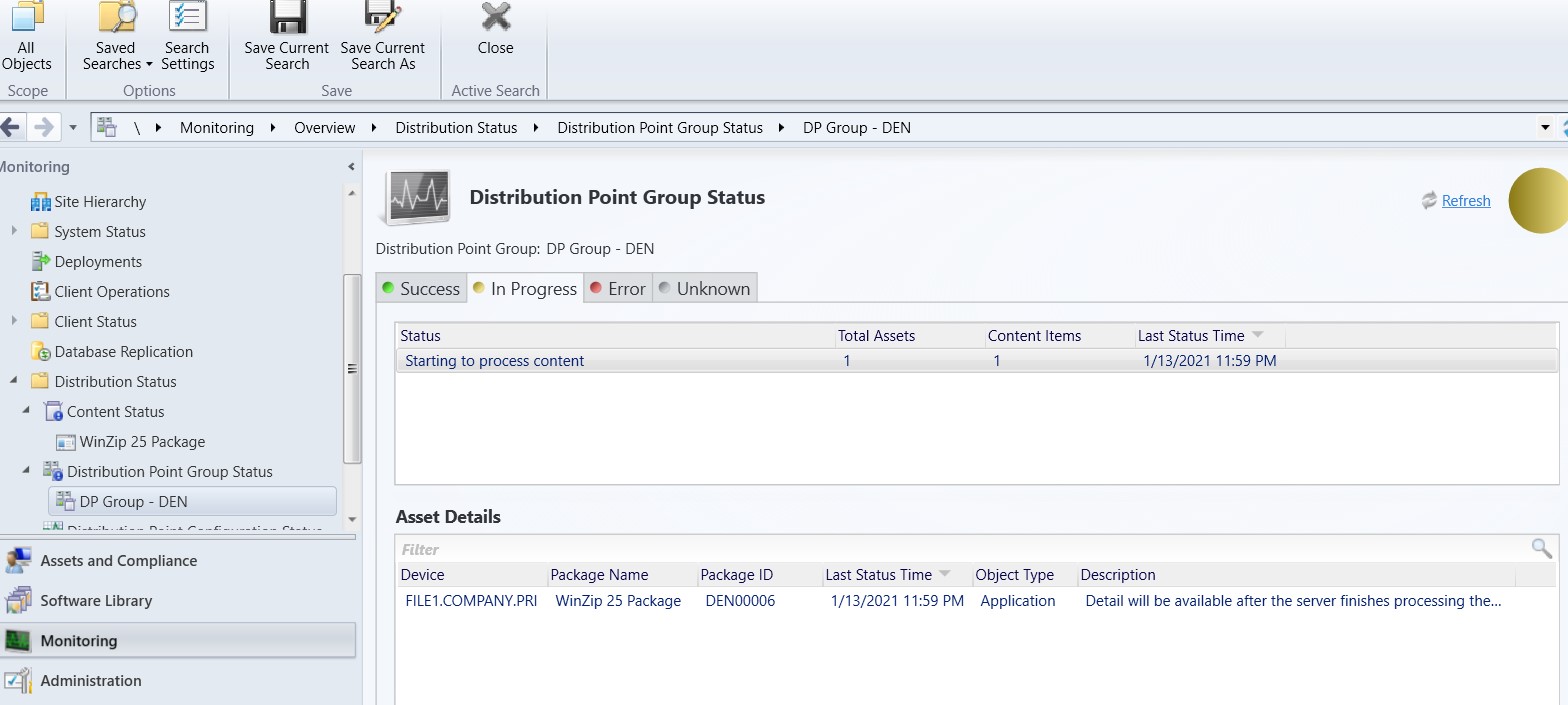 All Objects
Saved Searches
Search Settings
Save Current Search
Save Current Search As
Close
Scope
Options
Save
Active Search
\ Monitoring Overview Distribution Status Distribution Point Group Status DP Group - DEN
Monitoring
Site Hierarchy
System Status
Deployments
Client Operations
Client Status
Database Replication
Distribution Status
Content Status
WinZip 25 Package
Distribution Point Group Status
DP Group - DEN
Distribution Point Configuration Status
Assets and Compliance
Software Library
Monitoring
Administration
Distribution Point Group Status
Refresh
Distribution Point Group: DP Group - DEN
Success In Progress Error Unknown
Status Total Assets Content Items Last Status Time
Starting to process content 1 1 1/13/2021 11:59 PM
Asset Details
Filter
Device Package Name Package ID Last Status Time Object Type Description
FILE1.COMPANY.PRI WinZip 25 Package DEN00006 1/13/2021 11:59 PM Application Detail will be available after the server finishes processing the...